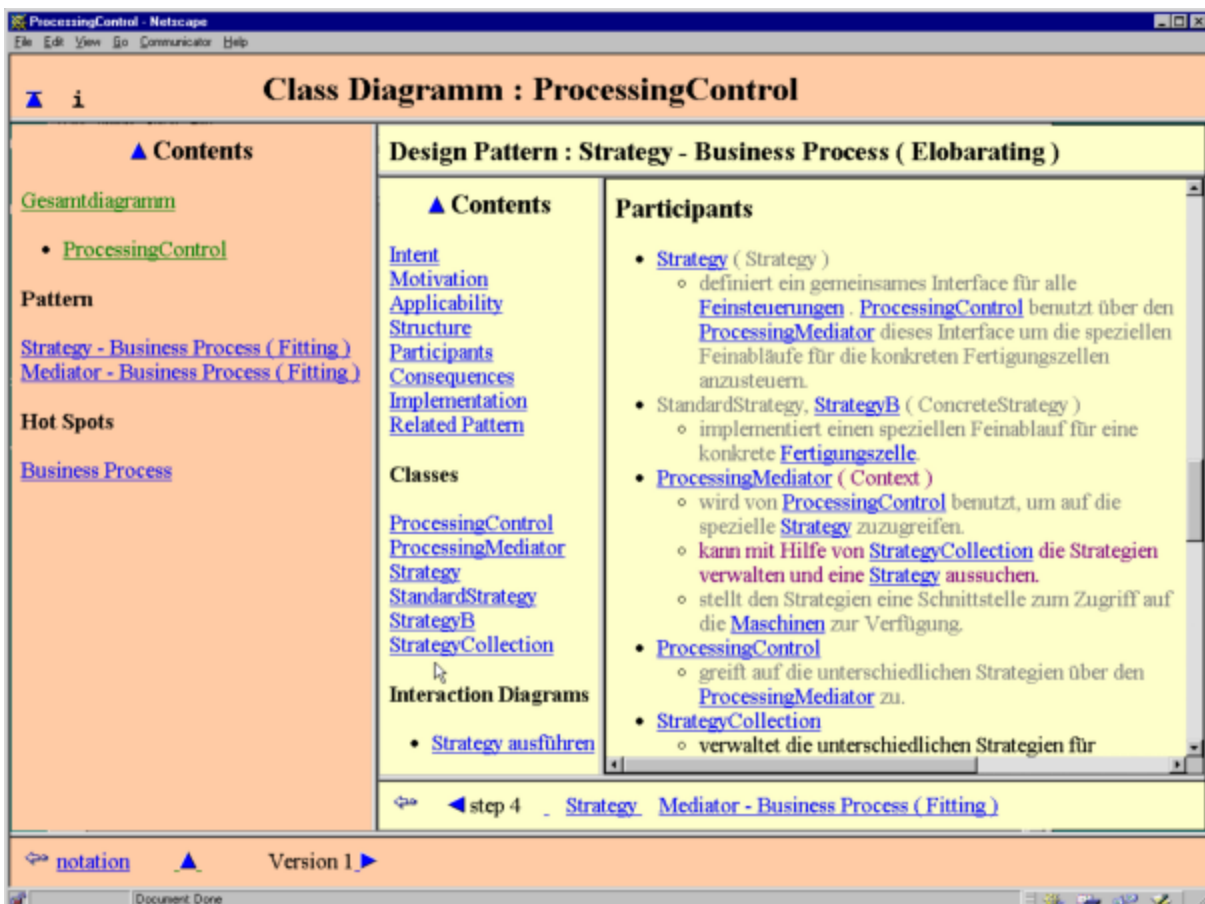 ProcessingControl - Netscape
File Edit View Go Communicator Help
i
Class Diagramm : ProcessingControl
Contents
Gesamtdiagramm
ProcessingControl
Pattern
Strategy - Business Process ( Fitting )
Mediator - Business Process ( Fitting )
Hot Spots
Business Process
Design Pattern : Strategy - Business Process ( Elobarating )
Contents
Intent
Motivation
Applicability
Structure
Participants
Consequences
Implementation
Related Pattern
Classes
ProcessingControl
ProcessingMediator
Strategy
StandardStrategy
StrategyB
StrategyCollection
Interaction Diagrams
Strategy ausführen
Participants
Strategy ( Strategy )
definiert ein gemeinsames Interface für alle
Feinsteuerungen . ProcessingControl benutzt über den
ProcessingMediator dieses Interface um die speziellen
Feinabläufe für die konkreten Fertigungszellen
anzusteuern.
StandardStrategy, StrategyB ( ConcreteStrategy )
implementiert einen speziellen Feinablauf für eine
konkrete Fertigungszelle.
ProcessingMediator ( Context )
wird von ProcessingControl benutzt, um auf die
spezielle Strategy zuzugreifen.
kann mit Hilfe von StrategyCollection die Strategien
verwalten und eine Strategy aussuchen.
stellt den Strategien eine Schnittstelle zum Zugriff auf
die Maschinen zur Verfügung.
ProcessingControl
greift auf die unterschiedlichen Strategien über den
ProcessingMediator zu.
StrategyCollection
verwaltet die unterschiedlichen Strategien für
step 4 Strategy Mediator - Business Process ( Fitting )
notation Version 1
Document Done